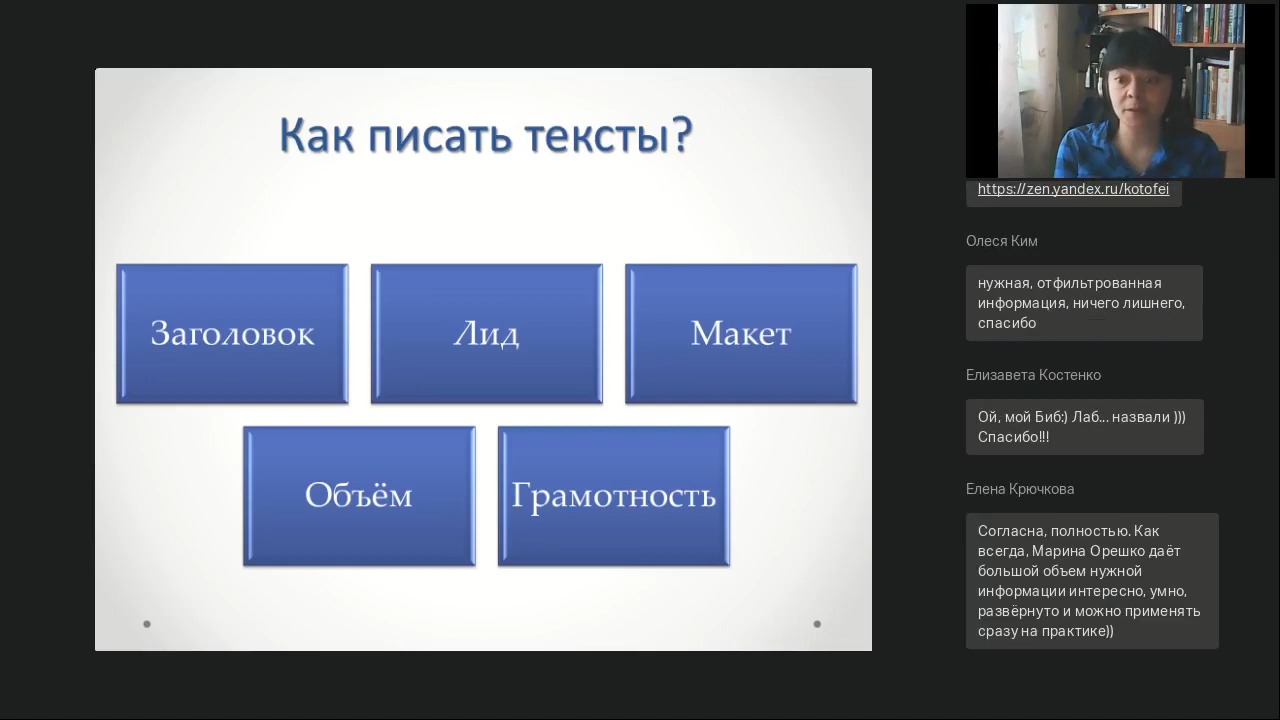 Как писать тексты?
Заголовок
Лид
Макет
Объём
Грамотность
https://zen.yandex.ru/kotofei
Олеся Ким
нужная, отфильтрованная
информация, ничего лишнего,
спасибо
Елизавета Костенко
Ой, мой Биб:) Лаб... назвали )))
Спасибо!!!
Елена Крючкова
Согласна, полностью. Как
всегда, Марина Орешко даёт
большой объем нужной
информации интересно, умно,
развёрнуто и можно применять
сразу на практике))